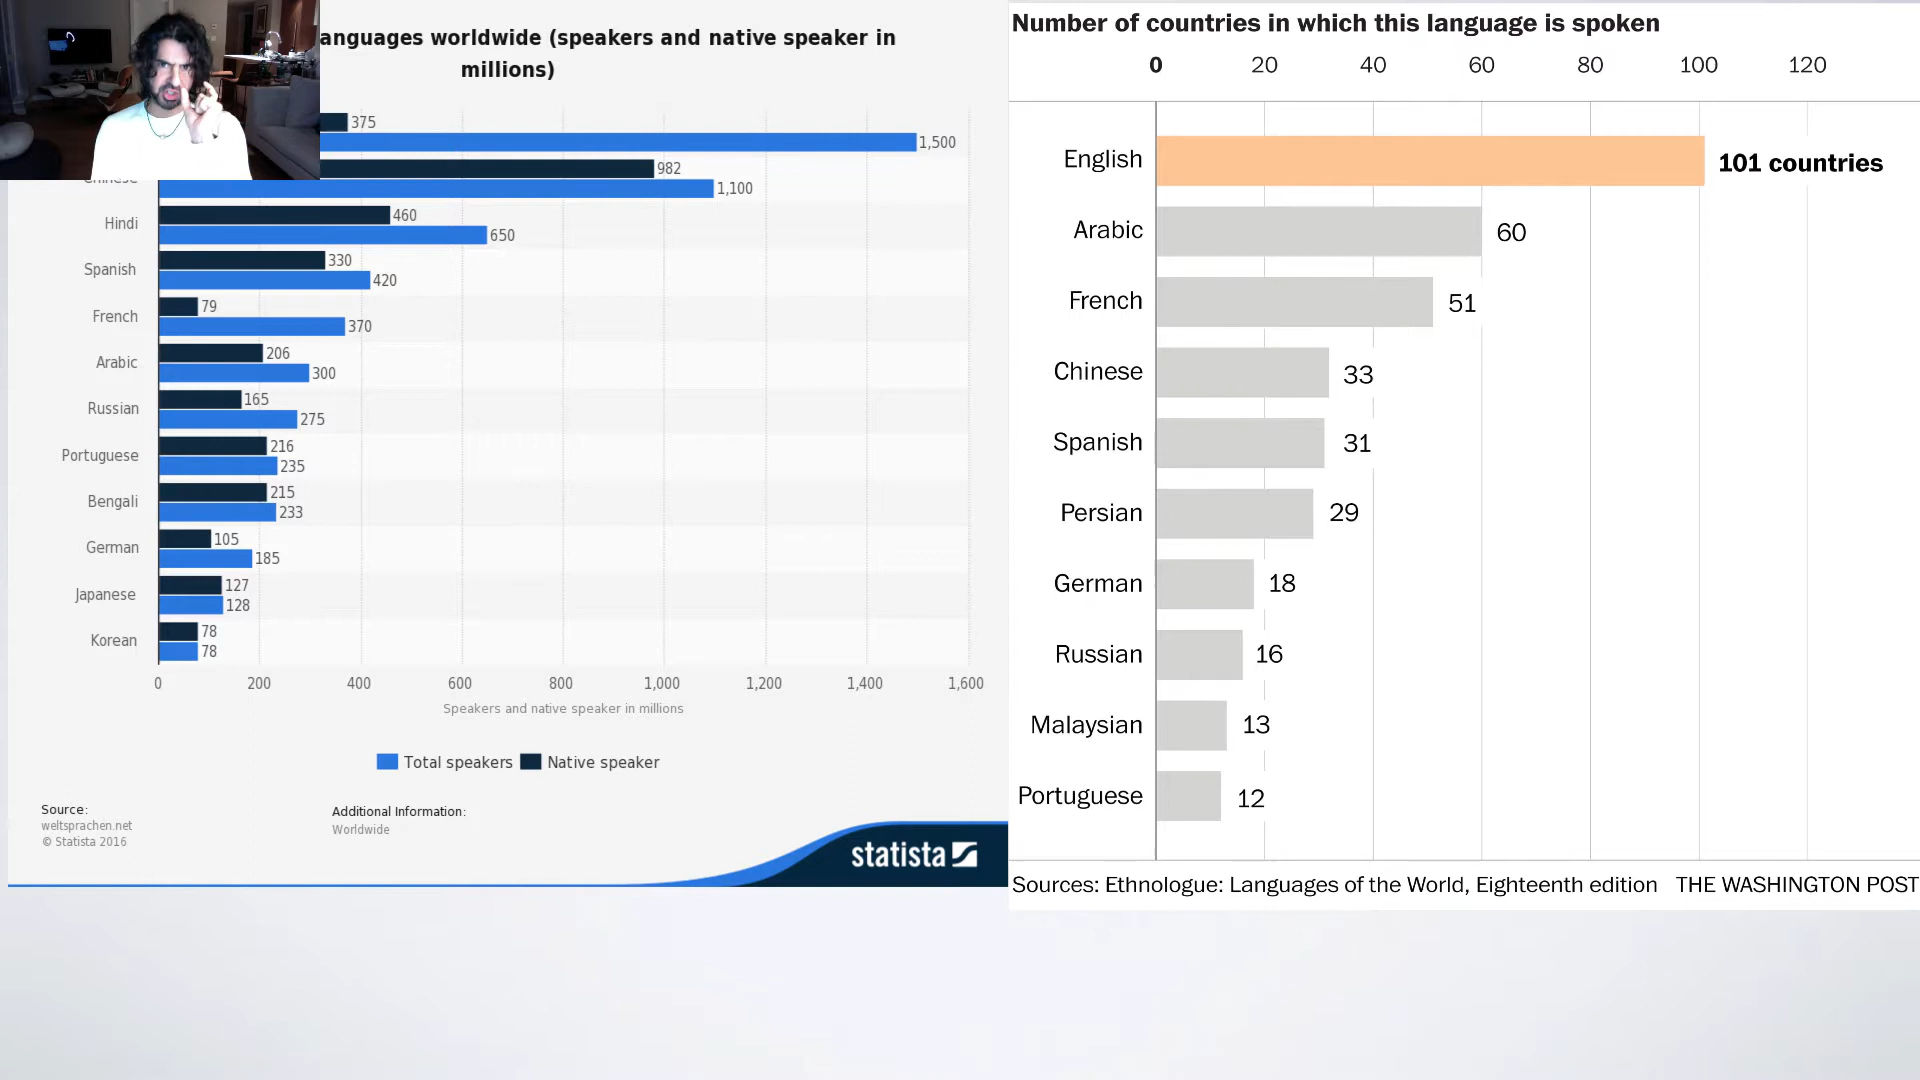 anguages worldwide (speakers and native speaker in
millions)
375
1,500
982
Chinese
1,100
Hindi
460
650
Spanish
330
420
French
79
370
Arabic
206
300
Russian
165
275
Portuguese
216
235
Bengali
215
233
German
105
185
Japanese
127
128
Korean
78
78
0 200 400 600 800 1,000 1,200 1,400 1,600
Speakers and native speaker in millions
Total speakers Native speaker
Source:
weltsprachen.net
© Statista 2016
Additional Information:
Worldwide
statista
Number of countries in which this language is spoken
0 20 40 60 80 100 120
English 101 countries
Arabic 60
French 51
Chinese 33
Spanish 31
Persian 29
German 18
Russian 16
Malaysian 13
Portuguese 12
Sources: Ethnologue: Languages of the World, Eighteenth edition THE WASHINGTON POST